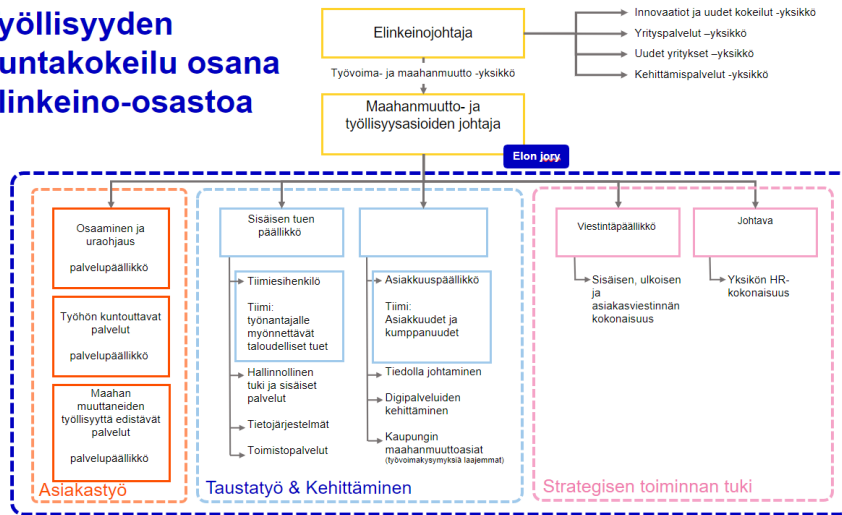 yöllisyyden
untakokeilu osana
linkeino-osastoa
Elinkeinojohtaja
Innovaatiot ja uudet kokeilut -yksikkö
Yrityspalvelut –yksikkö
Uudet yritykset –yksikkö
Kehittämispalvelut -yksikkö
Työvoima- ja maahanmuutto -yksikkö
Maahanmuutto- ja
työllisyysasioiden johtaja
Elon jory
Osaaminen ja
uraohjaus
palvelupäällikkö
Työhön kuntouttavat
palvelut
palvelupäällikkö
Maahan
muuttaneiden
työllisyyttä edistävät
palvelut
palvelupäällikkö
Asiakastyö
Sisäisen tuen
päällikkö
Tiimiesihenkilö
Tiimi:
työnantajalle
myönnettävät
taloudelliset tuet
Hallinnollinen
tuki ja sisäiset
palvelut
Tietojärjestelmät
Toimistopalvelut
Asiakkuuspäällikkö
Tiimi:
Asiakkuudet ja
kumppanuudet
Tiedolla johtaminen
Digipalveluiden
kehittäminen
Kaupungin
maahanmuuttoasiat
(työvoimakysymyksiä laajemmat)
Taustatyö & Kehittäminen
Viestintäpäällikkö
Sisäisen, ulkoisen
ja
asiakasviestinnän
kokonaisuus
Johtava
Yksikön HR-
kokonaisuus
Strategisen toiminnan tuki